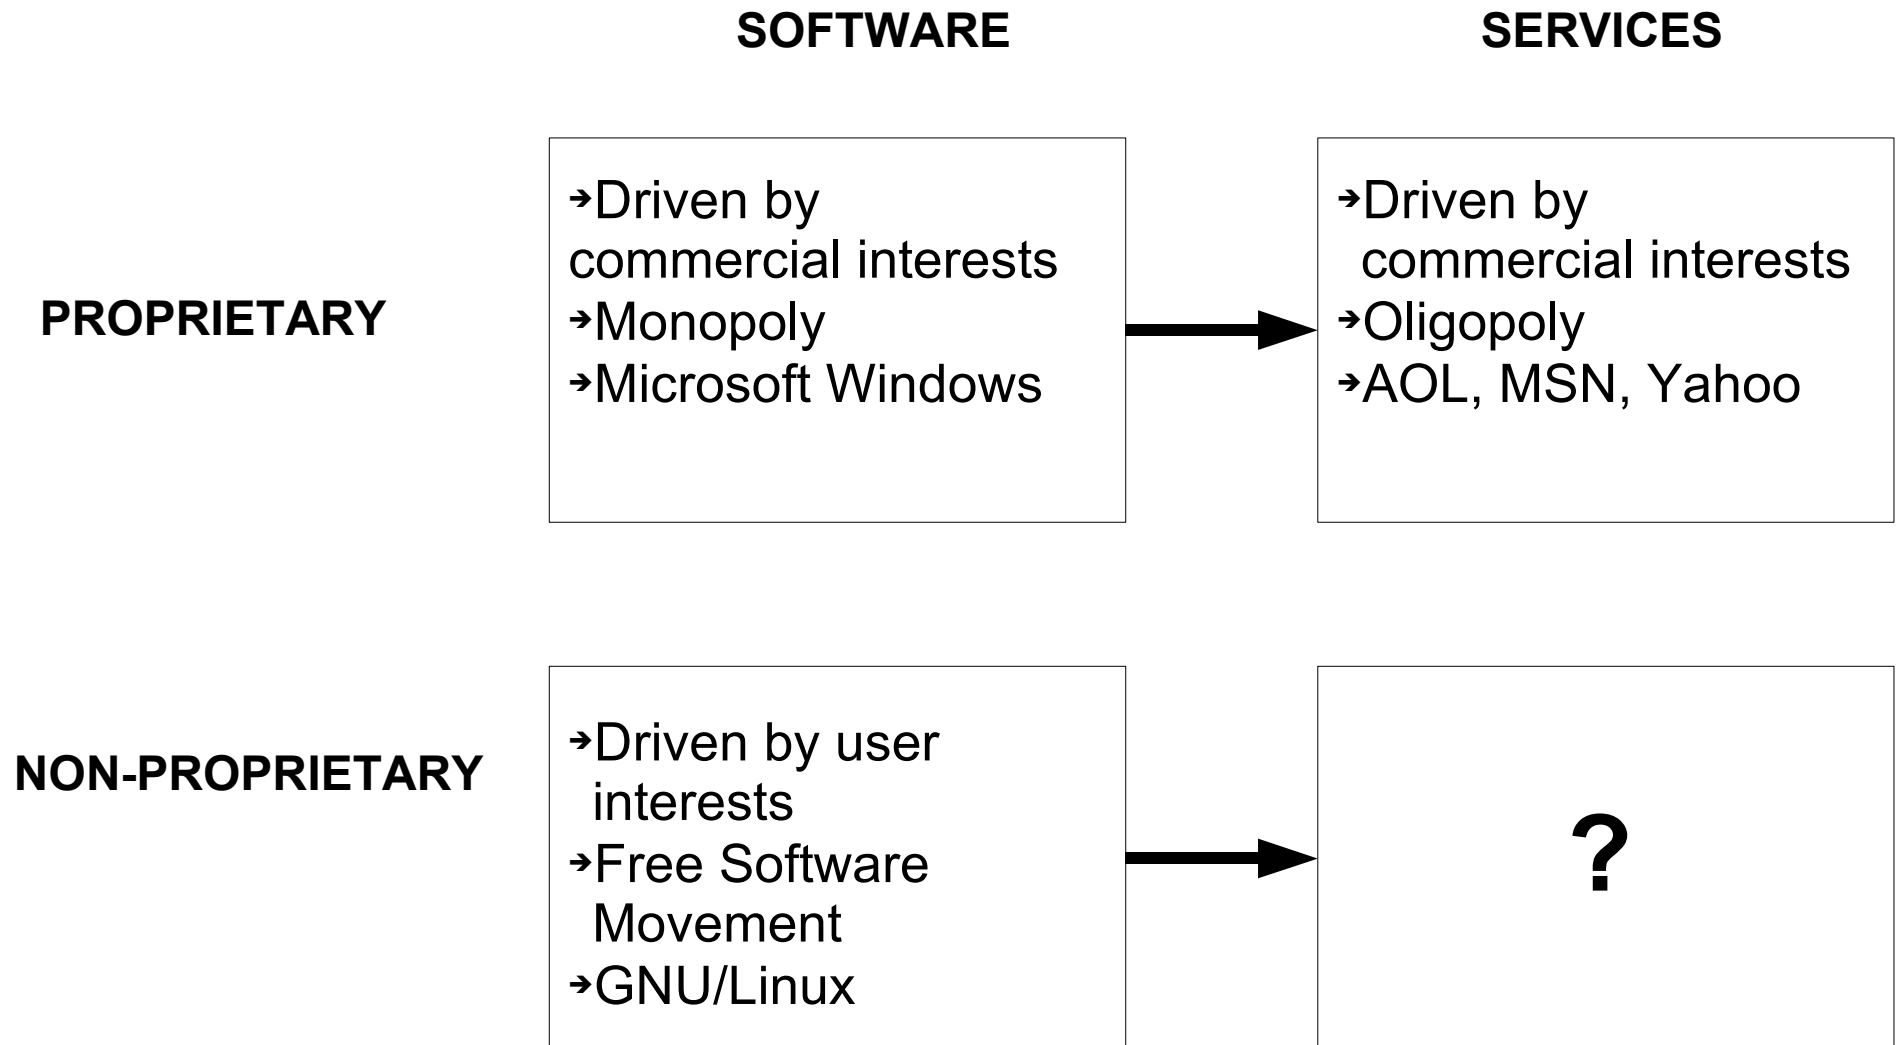 SOFTWARE SERVICES
PROPRIETARY
➔Driven by
commercial interests
➔Monopoly
➔Microsoft Windows
➔Driven by
commercial interests
➔Oligopoly
➔AOL, MSN, Yahoo
NON-PROPRIETARY
➔Driven by user
interests
➔Free Software
Movement
➔GNU/Linux
?